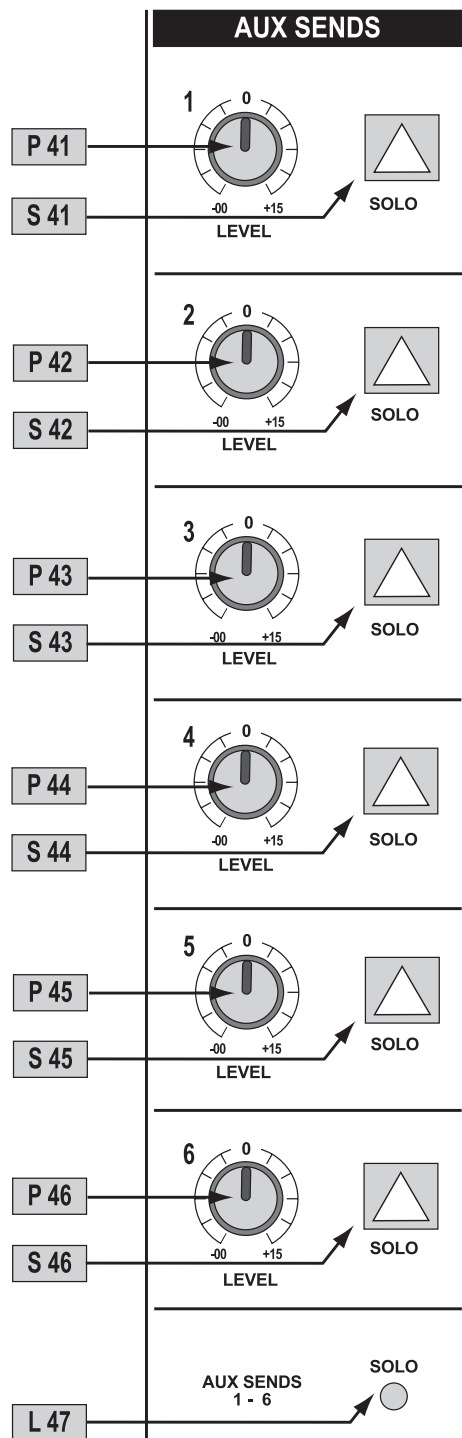 AUX SENDS
1 0
P 41
S 41
-00 +15 SOLO
LEVEL
2 0
P 42
S 42
-00 +15 SOLO
LEVEL
3 0
P 43
S 43
-00 +15 SOLO
LEVEL
4 0
P 44
S 44
-00 +15 SOLO
LEVEL
5 0
P 45
S 45
-00 +15 SOLO
LEVEL
6 0
P 46
S 46
-00 +15 SOLO
LEVEL
SOLO
AUX SENDS
1 - 6
L 47